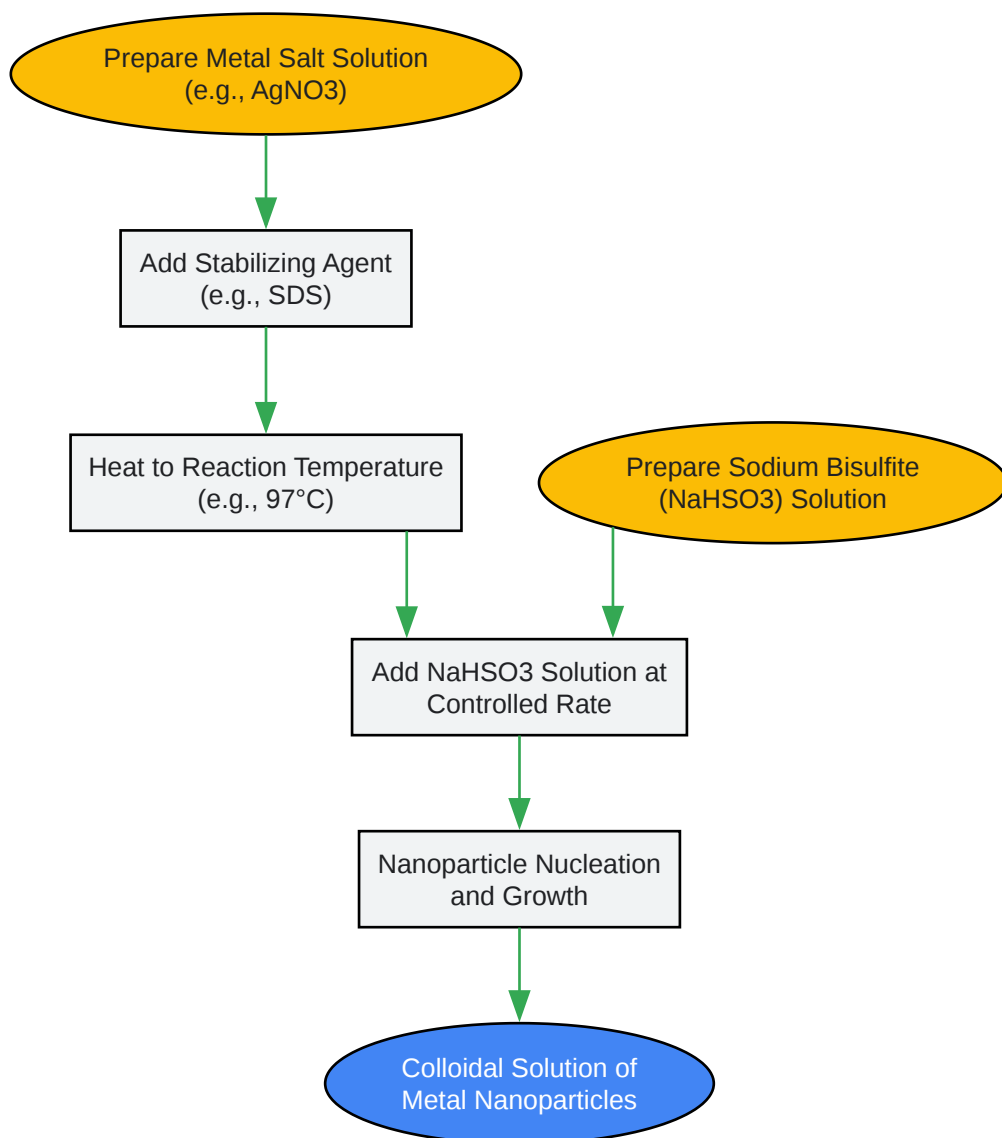 Prepare Metal Salt Solution
(e.g., AgNO3)
Add Stabilizing Agent
(e.g., SDS)
Heat to Reaction Temperature
(e.g., 97°C)
Prepare Sodium Bisulfite
(NaHSO3) Solution
Add NaHSO3 Solution at
Controlled Rate
Nanoparticle Nucleation
and Growth
Colloidal Solution of
Metal Nanoparticles